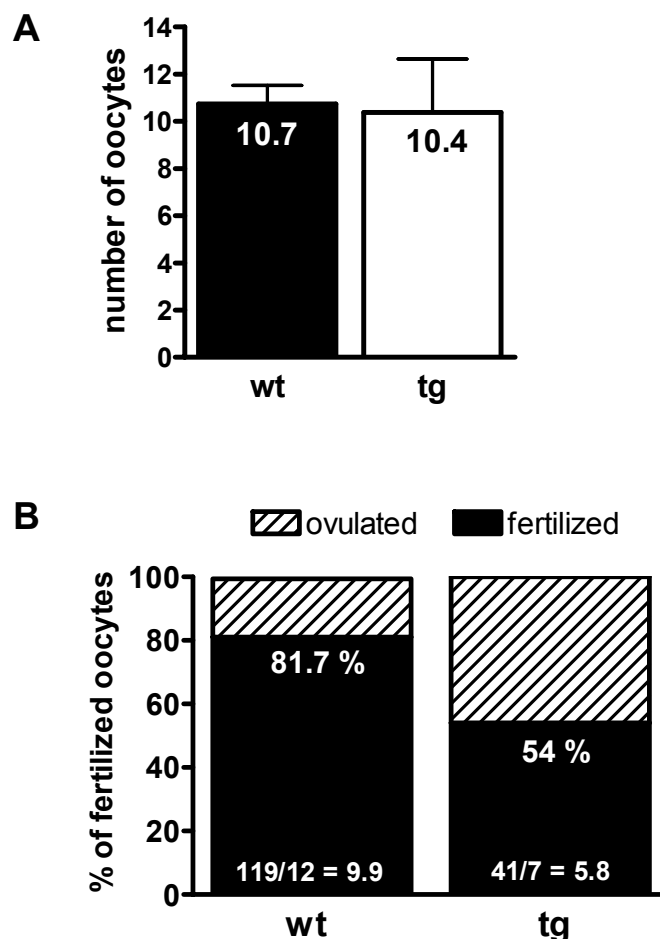 A
number of oocytes
14
12
10
8
6
4
2
0
10.7
10.4
wt
tg
B
ovulated
fertilized
% of fertilized oocytes
100
80
60
40
20
0
81.7 %
54 %
119/12 = 9.9
41/7 = 5.8
wt
tg